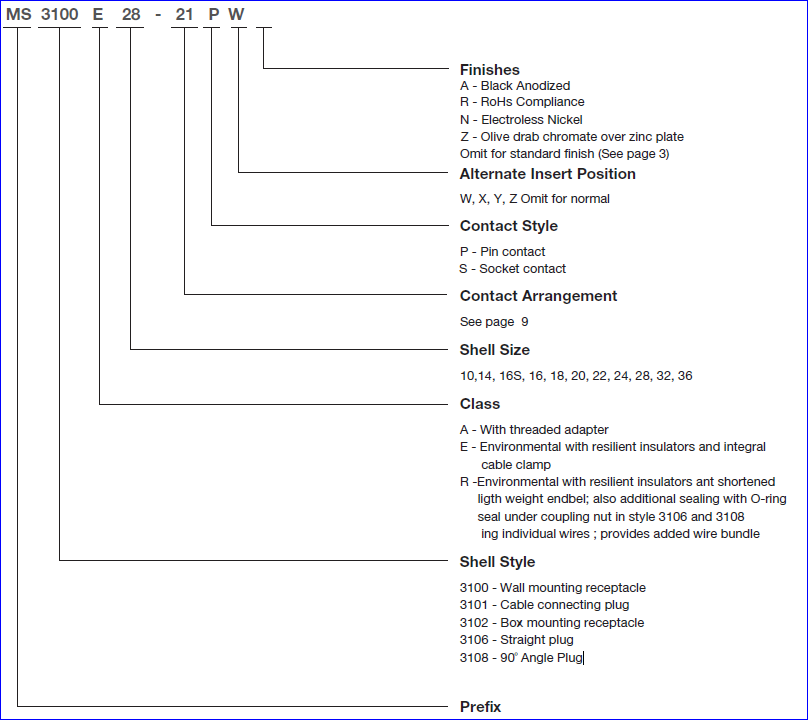 MS 3100 E 28 - 21 P W
Finishes
A - Black Anodized
R - RoHs Compliance
N - Electroless Nickel
Z - Olive drab chromate over zinc plate
Omit for standard finish (See page 3)
Alternate Insert Position
W, X, Y, Z Omit for normal
Contact Style
P - Pin contact
S - Socket contact
Contact Arrangement
See page 9
Shell Size
10,14, 16S, 16, 18, 20, 22, 24, 28, 32, 36
Class
A - With threaded adapter
E - Environmental with resilient insulators and integral
cable clamp
R -Environmental with resilient insulators ant shortened
ligth weight endbel; also additional sealing with O-ring
seal under coupling nut in style 3106 and 3108
ing individual wires ; provides added wire bundle
Shell Style
3100 - Wall mounting receptacle
3101 - Cable connecting plug
3102 - Box mounting receptacle
3106 - Straight plug
3108 - 90° Angle Plug
Prefix